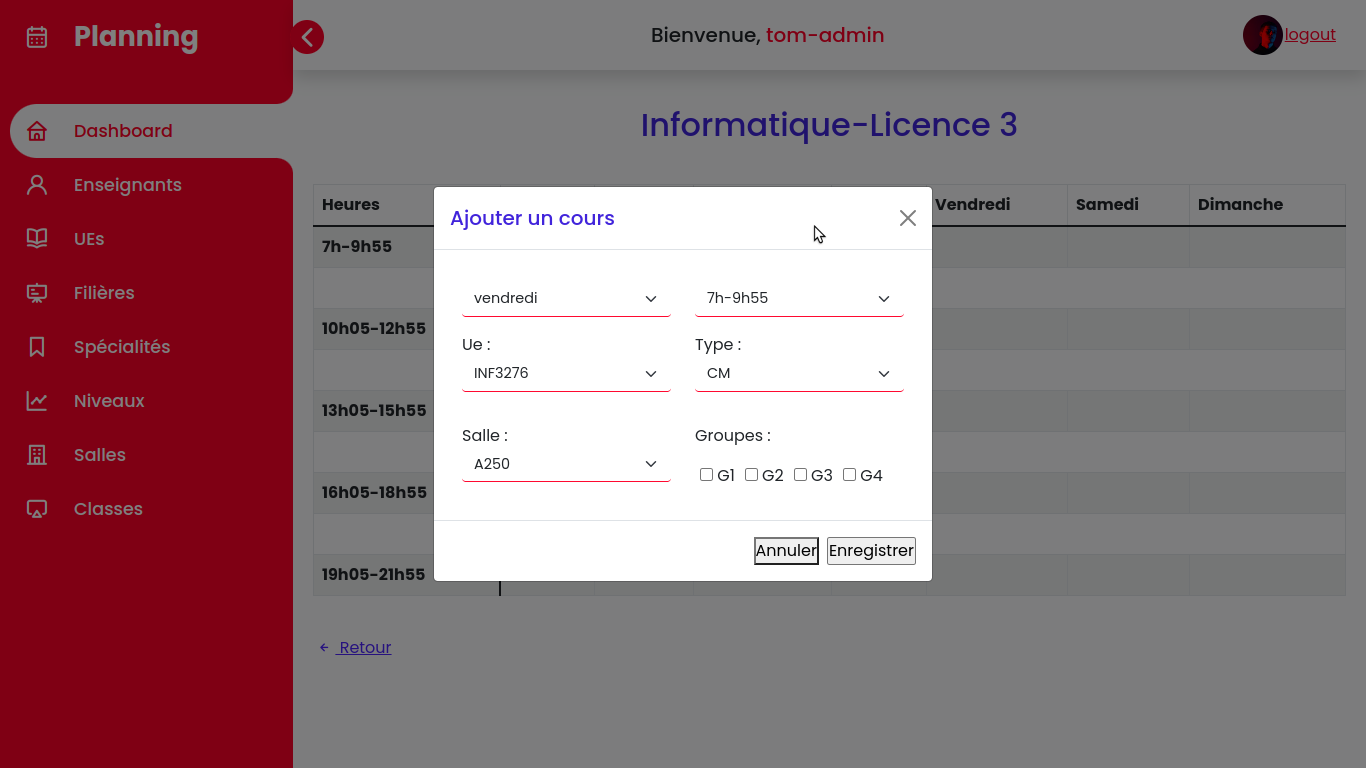 Planning
Bienvenue, tom-admin
logout
Dashboard
Enseignants
UEs
Filières
Spécialités
Niveaux
Salles
Classes
Informatique-Licence 3
Heures Vendredi Samedi Dimanche
7h-9h55
10h05-12h55
13h05-15h55
16h05-18h55
19h05-21h55
Ajouter un cours
vendredi 7h-9h55
Ue : Type :
INF3276 CM
Salle : Groupes :
A250
G1 G2 G3 G4
Annuler Enregistrer
Retour